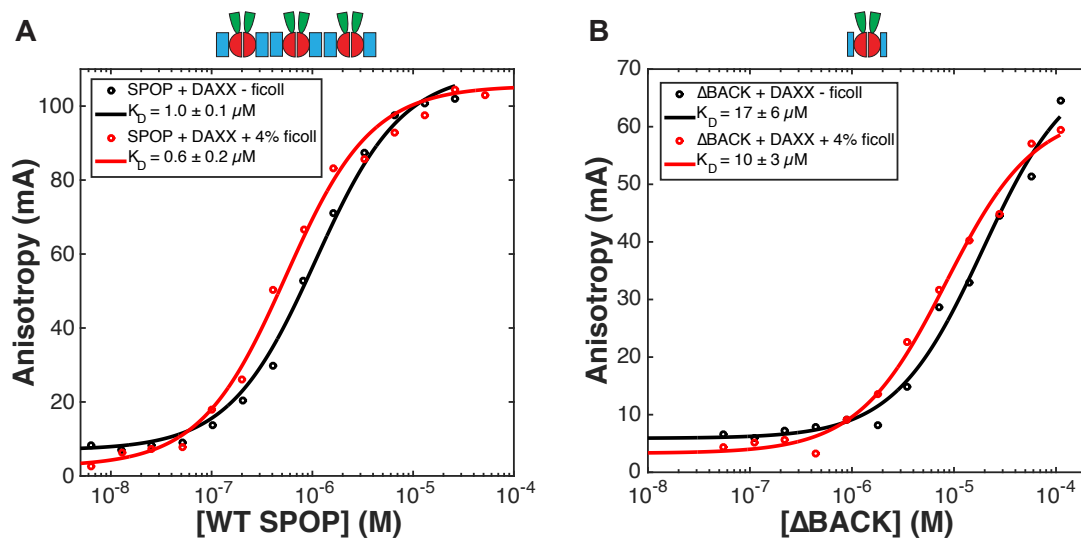 A
SPOP + DAXX - ficoll
K_D = 1.0 ± 0.1 µM
SPOP + DAXX + 4% ficoll
K_D = 0.6 ± 0.2 µM
Anisotropy (mA)
100
80
60
40
20
0
10^-8
10^-7
10^-6
10^-5
10^-4
[WT SPOP] (M)
B
ΔBACK + DAXX - ficoll
K_D = 17 ± 6 µM
ΔBACK + DAXX + 4% ficoll
K_D = 10 ± 3 µM
Anisotropy (mA)
70
60
50
40
30
20
10
0
10^-8
10^-7
10^-6
10^-5
10^-4
[ΔBACK] (M)